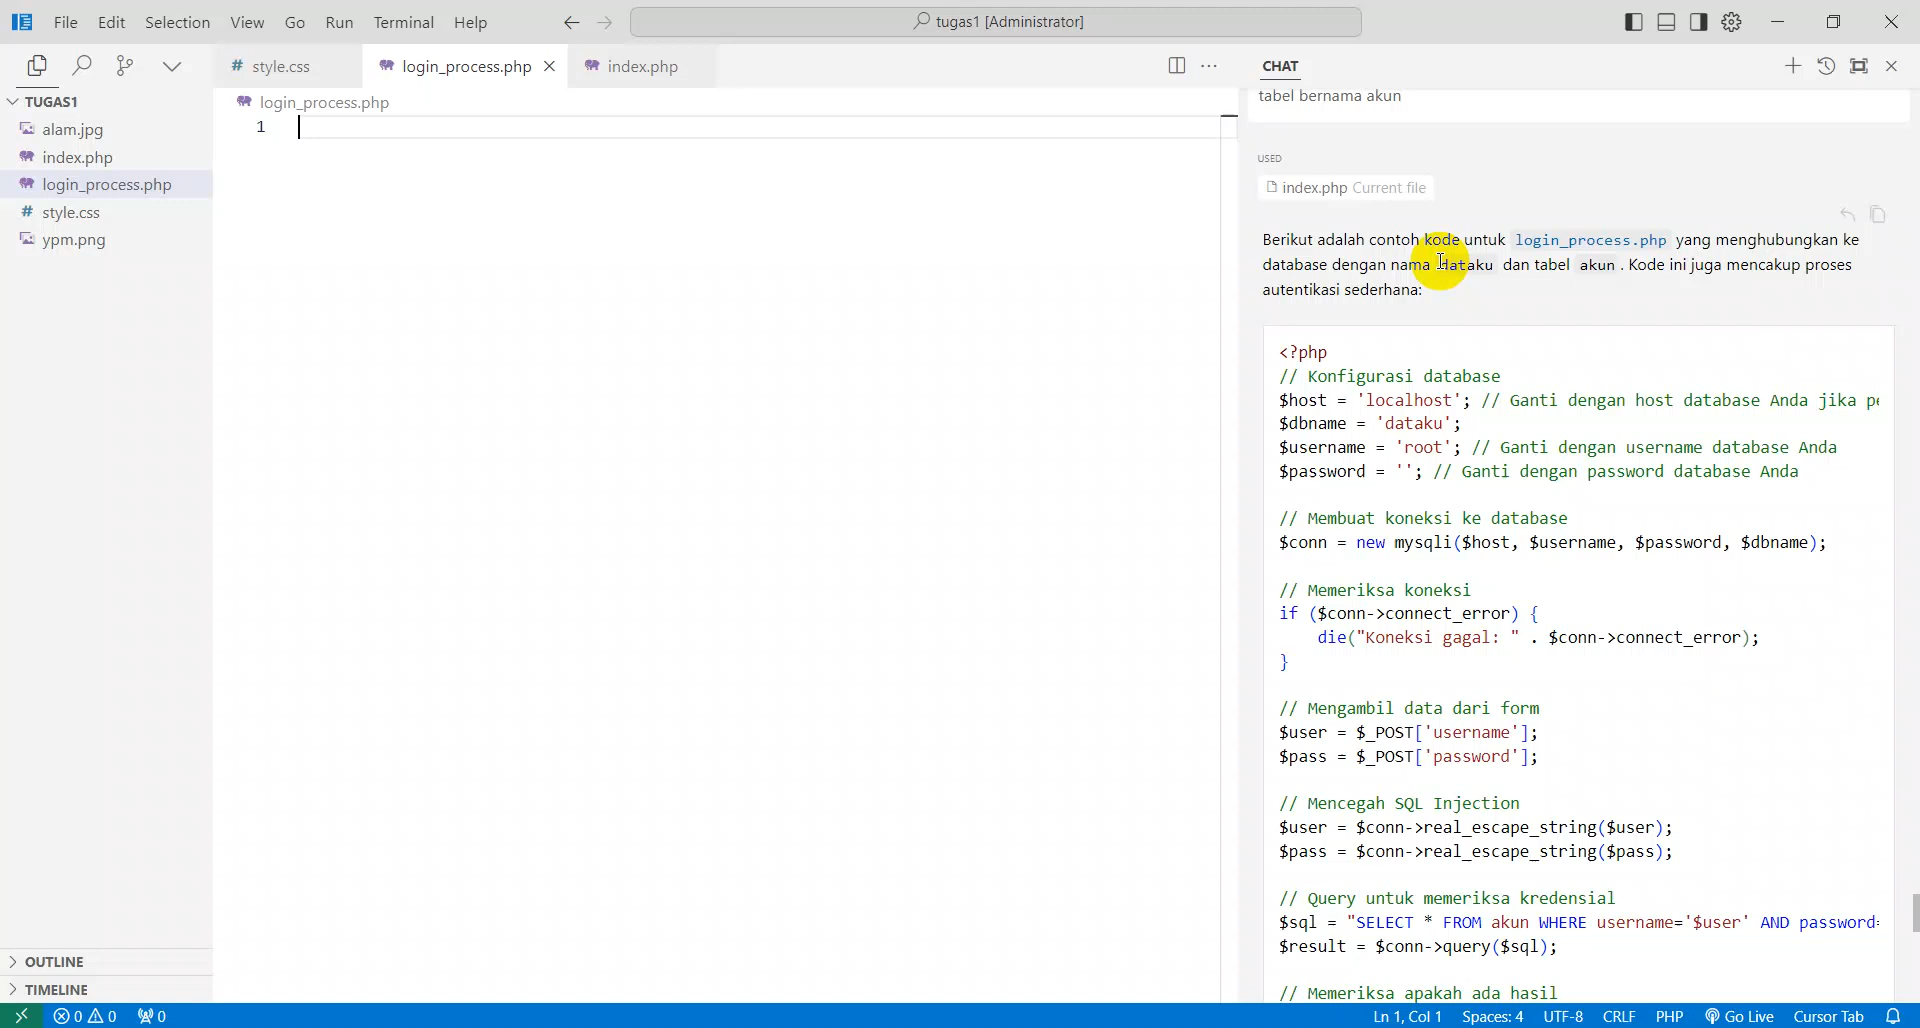 File Edit Selection View Go Run Terminal Help
tugas1 [Administrator]
TUGAS1
alam.jpg
index.php
login_process.php
style.css
ypm.png
OUTLINE
TIMELINE
# style.css
login_process.php
index.php
login_process.php
1
CHAT
tabel bernama akun
USED
index.php Current file
Berikut adalah contoh kode untuk login_process.php yang menghubungkan ke
database dengan nama dataku dan tabel akun . Kode ini juga mencakup proses
autentikasi sederhana:
<?php
// Konfigurasi database
$host = 'localhost'; // Ganti dengan host database Anda jika pe
$dbname = 'dataku';
$username = 'root'; // Ganti dengan username database Anda
$password = ''; // Ganti dengan password database Anda
// Membuat koneksi ke database
$conn = new mysqli($host, $username, $password, $dbname);
// Memeriksa koneksi
if ($conn->connect_error) {
die("Koneksi gagal: " . $conn->connect_error);
}
// Mengambil data dari form
$user = $_POST['username'];
$pass = $_POST['password'];
// Mencegah SQL Injection
$user = $conn->real_escape_string($user);
$pass = $conn->real_escape_string($pass);
// Query untuk memeriksa kredensial
$sql = "SELECT * FROM akun WHERE username='$user' AND password=
$result = $conn->query($sql);
// Memeriksa apakah ada hasil
0 0 0
Ln 1, Col 1 Spaces: 4 UTF-8 CRLF PHP Go Live Cursor Tab